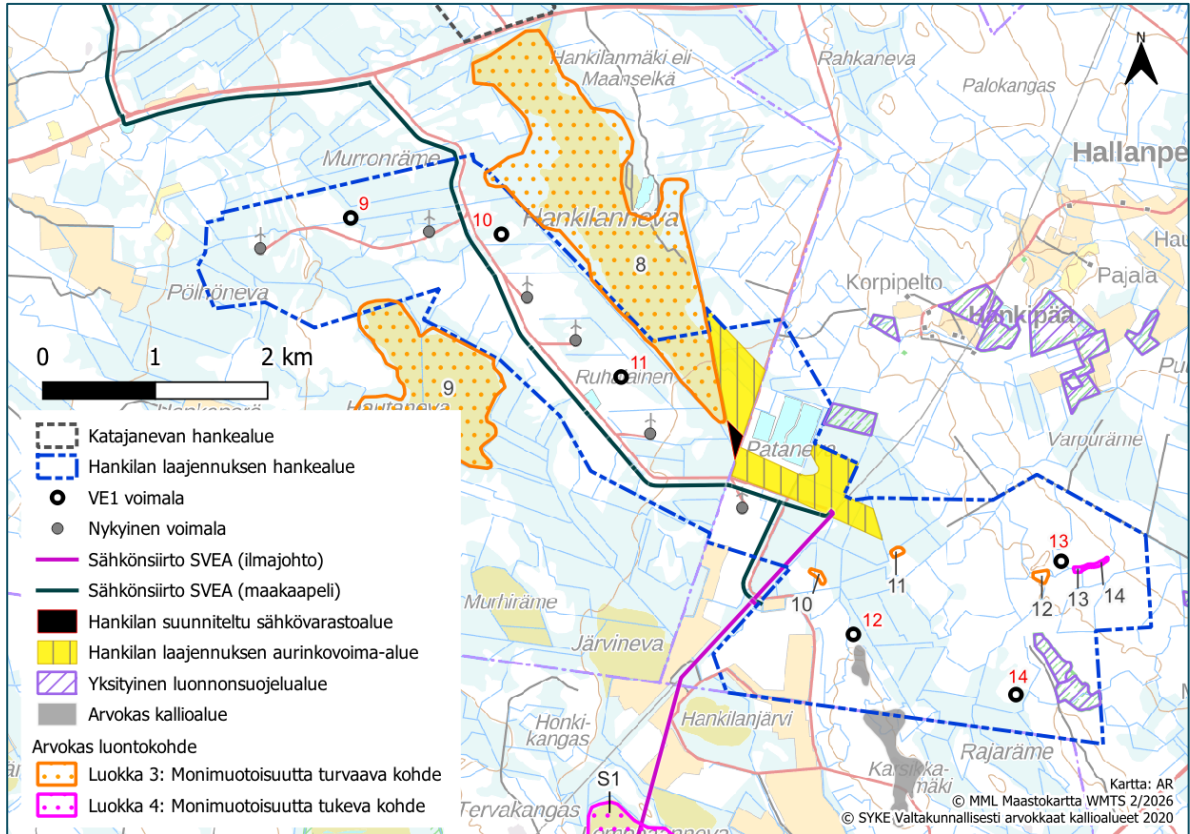 Hankilanmäki eli
Maanselkä
Rahkaneva
N
Palokangas
Murronräme
Hallanpe
9
10
Hankilanneva
8
Pölhöneva
Korpipelto
Pajala
Hau
Hankipää
0 1 2 km
11
9
Hautaneva
Pu
Varpuräme
Pataneva
Katajanevan hankealue
Hankilan laajennuksen hankealue
VE1 voimala
Nykyinen voimala
Sähkönsiirto SVEA (ilmajohto)
Sähkönsiirto SVEA (maakaapeli)
Hankilan suunniteltu sähkövarastoalue
Hankilan laajennuksen aurinkovoima-alue
Yksityinen luonnonsuojelualue
Arvokas kallioalue
Arvokas luontokohde
Luokka 3: Monimuotoisuutta turvaava kohde
Luokka 4: Monimuotoisuutta tukeva kohde
13
11
10
12 13 14
Murhiräme
12
Järvineva
14
Honki-
kangas
Hankilanjärvi
Rajaräme
Karsikka-
mäki
S1
Tervakangas
Kartta: AR
© MML Maastokartta WMTS 2/2026
© SYKE Valtakunnallisesti arvokkaat kallioalueet 2020